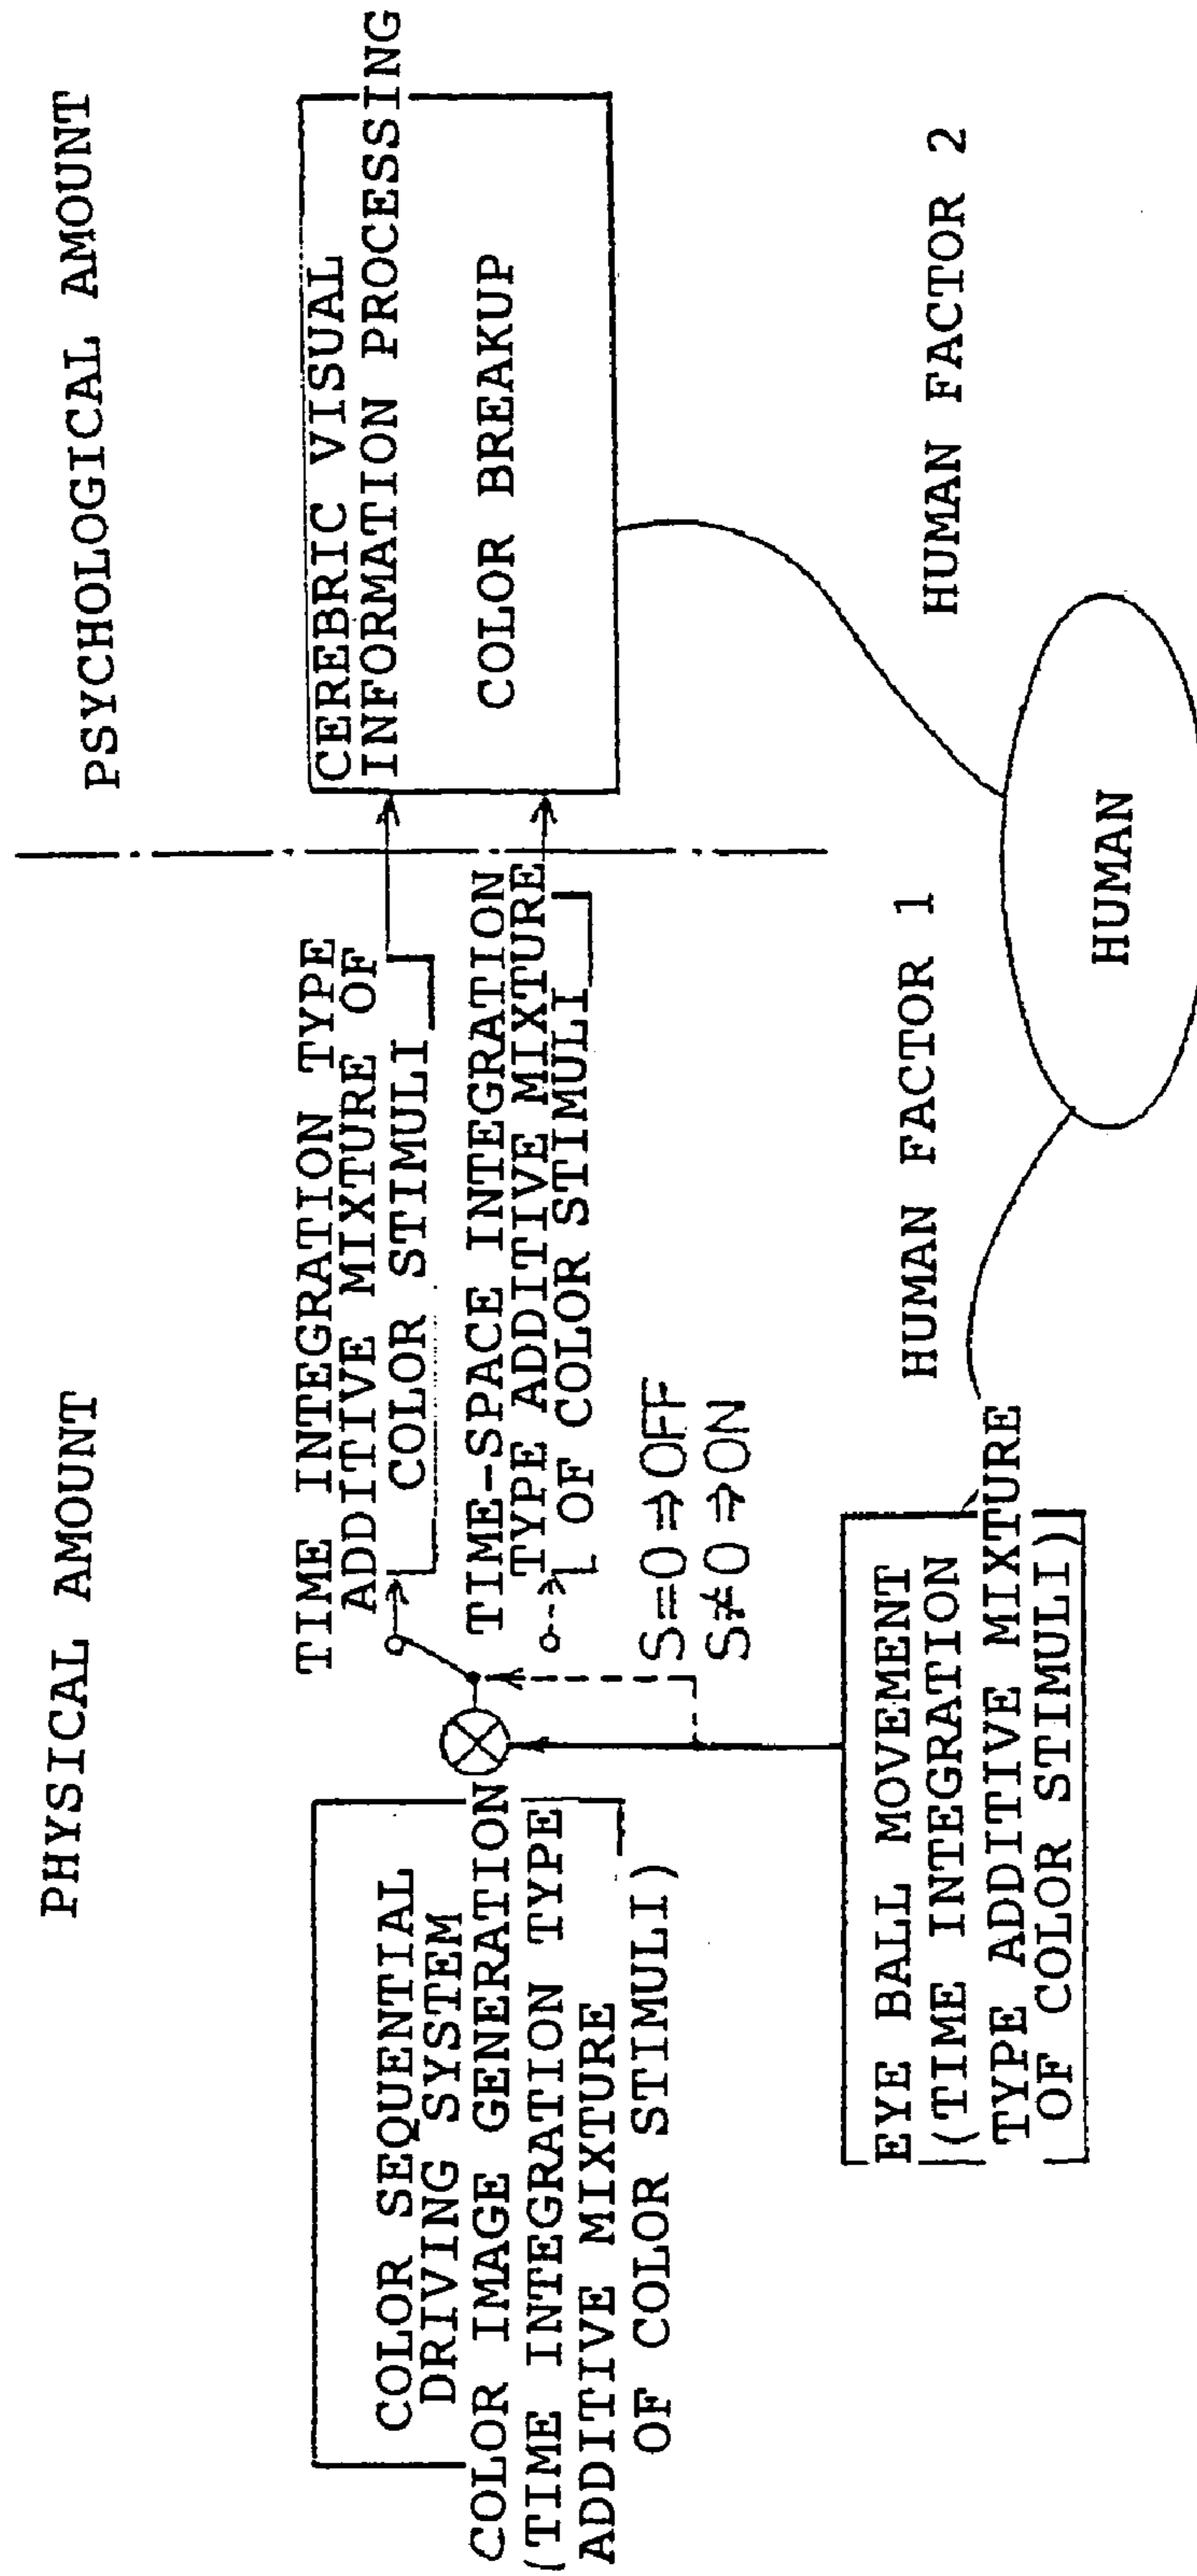 PHYSICAL AMOUNT
PSYCHOLOGICAL AMOUNT
COLOR SEQUENTIAL
DRIVING SYSTEM
COLOR IMAGE GENERATION
(TIME INTEGRATION TYPE
ADDITIVE MIXTURE
OF COLOR STIMULI)
TIME INTEGRATION TYPE
ADDITIVE MIXTURE OF
COLOR STIMULI
TIME-SPACE INTEGRATION
TYPE ADDITIVE MIXTURE
OF COLOR STIMULI
S=0⇒OFF
S≠0⇒ON
CEREBRIC VISUAL
INFORMATION PROCESSING
COLOR BREAKUP
EYE BALL MOVEMENT
(TIME INTEGRATION
TYPE ADDITIVE MIXTURE
OF COLOR STIMULI)
HUMAN FACTOR 1
HUMAN FACTOR 2
HUMAN